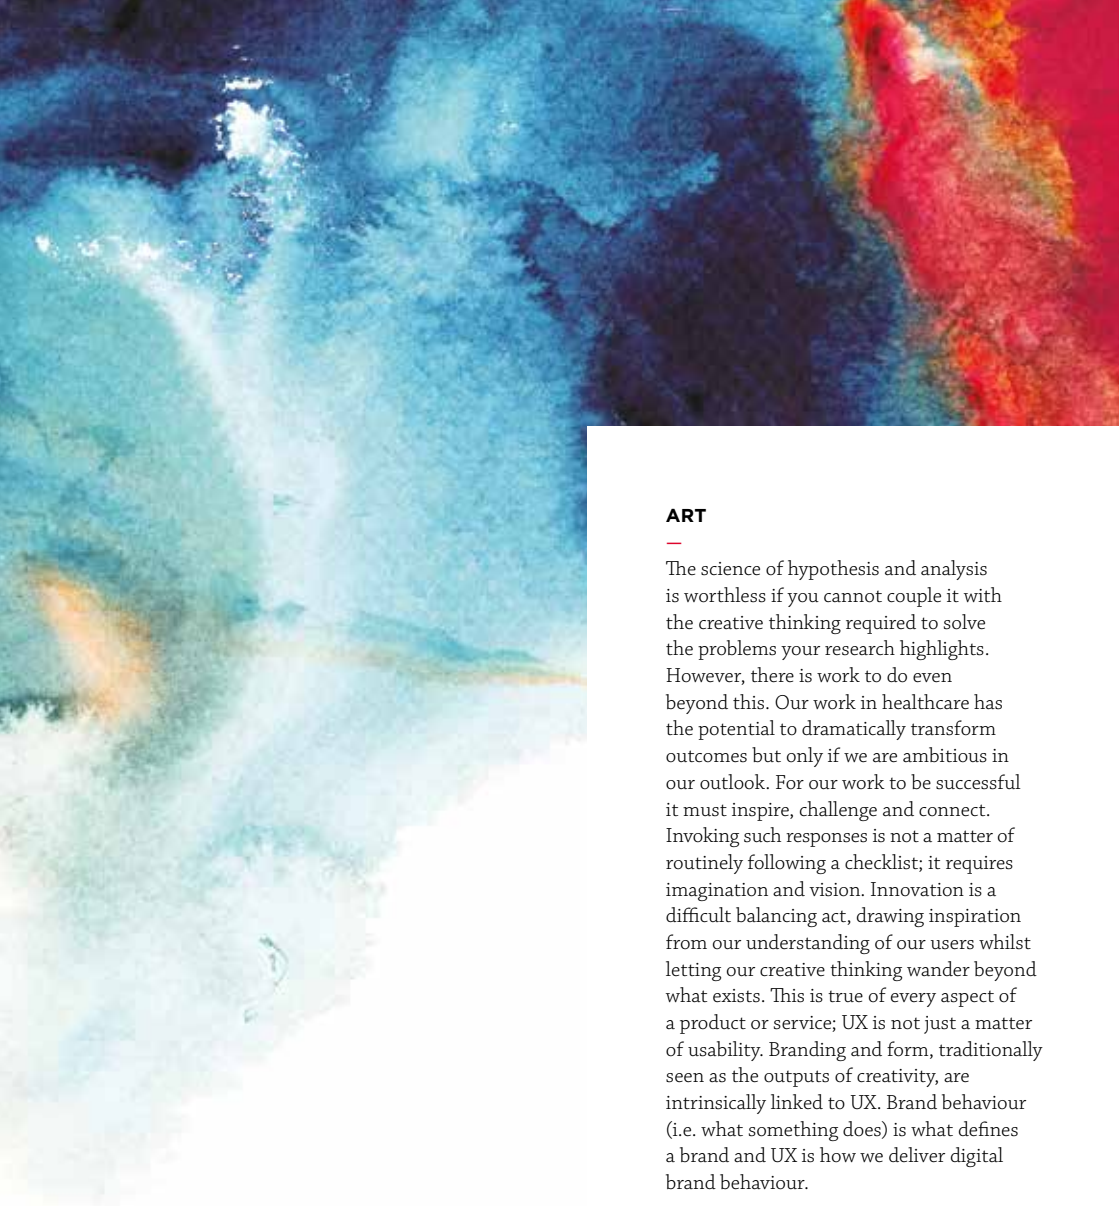 ART
—
The science of hypothesis and analysis
is worthless if you cannot couple it with
the creative thinking required to solve
the problems your research highlights.
However, there is work to do even
beyond this. Our work in healthcare has
the potential to dramatically transform
outcomes but only if we are ambitious in
our outlook. For our work to be successful
it must inspire, challenge and connect.
Invoking such responses is not a matter of
routinely following a checklist; it requires
imagination and vision. Innovation is a
difficult balancing act, drawing inspiration
from our understanding of our users whilst
letting our creative thinking wander beyond
what exists. This is true of every aspect of
a product or service; UX is not just a matter
of usability. Branding and form, traditionally
seen as the outputs of creativity, are
intrinsically linked to UX. Brand behaviour
(i.e. what something does) is what defines
a brand and UX is how we deliver digital
brand behaviour.